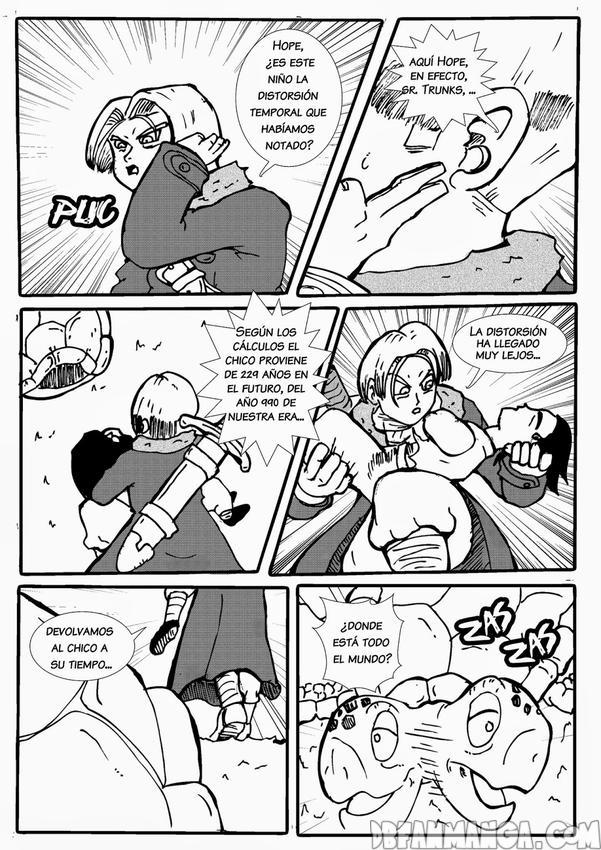 HOPE,
¿ES ESTE
NIÑO LA
DISTORSIÓN
TEMPORAL QUE
HABÍAMOS
NOTADO?
PLIC
AQUÍ HOPE,
EN EFECTO,
SR. TRUNKS, ...
SEGÚN LOS
CÁLCULOS EL
CHICO PROVIENE
DE 229 AÑOS EN
EL FUTURO, DEL
AÑO 990 DE
NUESTRA ERA...
LA DISTORSIÓN
HA LLEGADO
MUY LEJOS...
DEVOLVAMOS
AL CHICO A
SU TIEMPO...
¿DONDE
ESTÁ TODO
EL MUNDO?
ZAS
ZAS
DBFANMANGA.COM